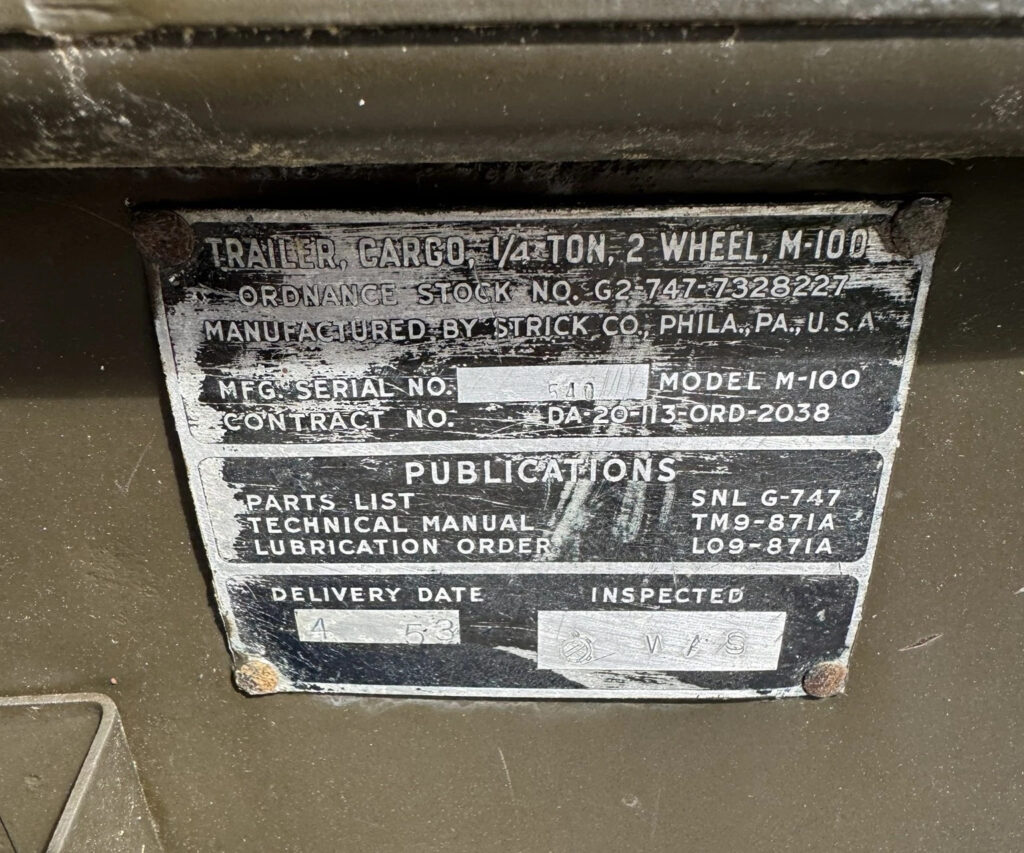 TRAILER, CARGO, 1/4 TON, 2 WHEEL, M-100
ORDNANCE STOCK NO. G2-747-7328227
MANUFACTURED BY STRICK CO., PHILA., PA., U.S.A
MFG. SERIAL NO. 540 MODEL M-100
CONTRACT NO. DA-20-113-ORD-2038
PUBLICATIONS
PARTS LIST SNL G-747
TECHNICAL MANUAL TM9-871A
LUBRICATION ORDER LO9-871A
DELIVERY DATE INSPECTED
4 53 W A S